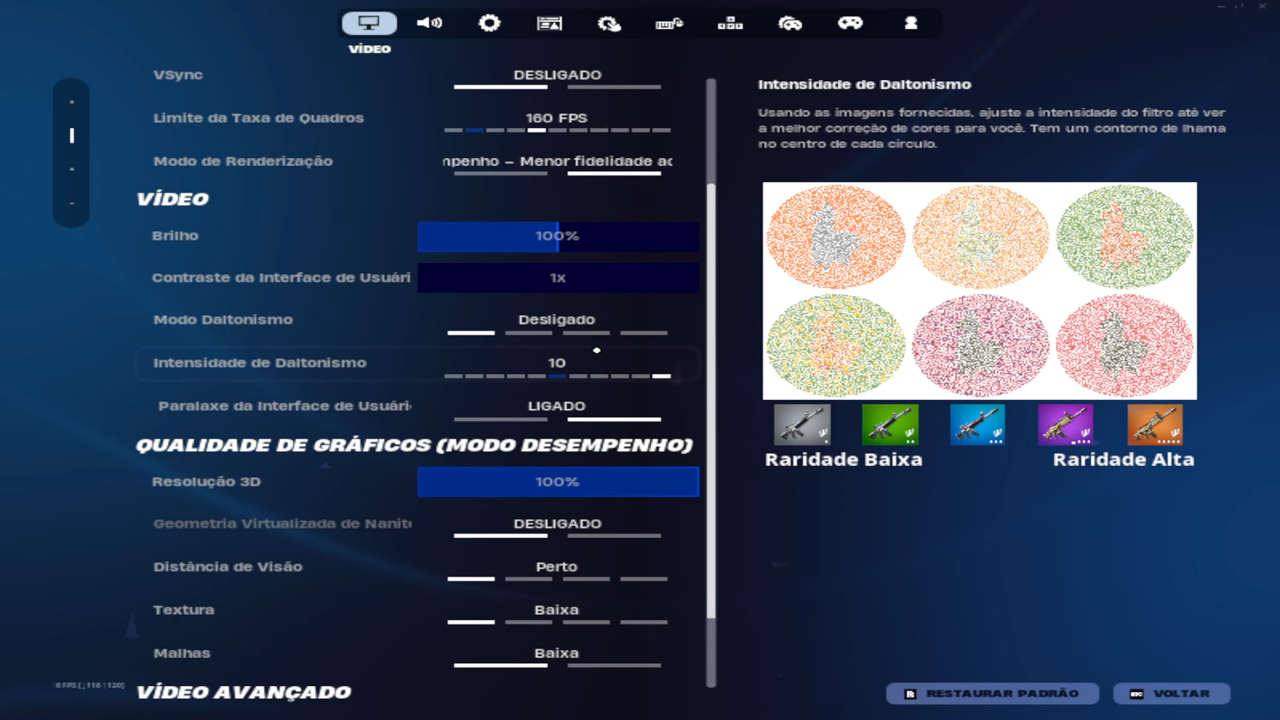 VÍDEO
VSync
DESLIGADO
Limite da Taxa de Quadros
160 FPS
Modo de Renderização
mpenho – Menor fidelidade ao
VÍDEO
Brilho
100%
Contraste da Interface de Usuári
1x
Modo Daltonismo
Desligado
Intensidade de Daltonismo
10
Paralaxe da Interface de Usuári
LIGADO
QUALIDADE DE GRÁFICOS (MODO DESEMPENHO)
Resolução 3D
100%
Geometria Virtualizada de Nanite
DESLIGADO
Distância de Visão
Perto
Textura
Baixa
Malhas
Baixa
VÍDEO AVANÇADO
Intensidade de Daltonismo
Usando as imagens fornecidas, ajuste a intensidade do filtro até ver
a melhor correção de cores para você. Tem um contorno de lhama
no centro de cada círculo.
Raridade Baixa
Raridade Alta
R RESTAURAR PADRÃO
ESC VOLTAR